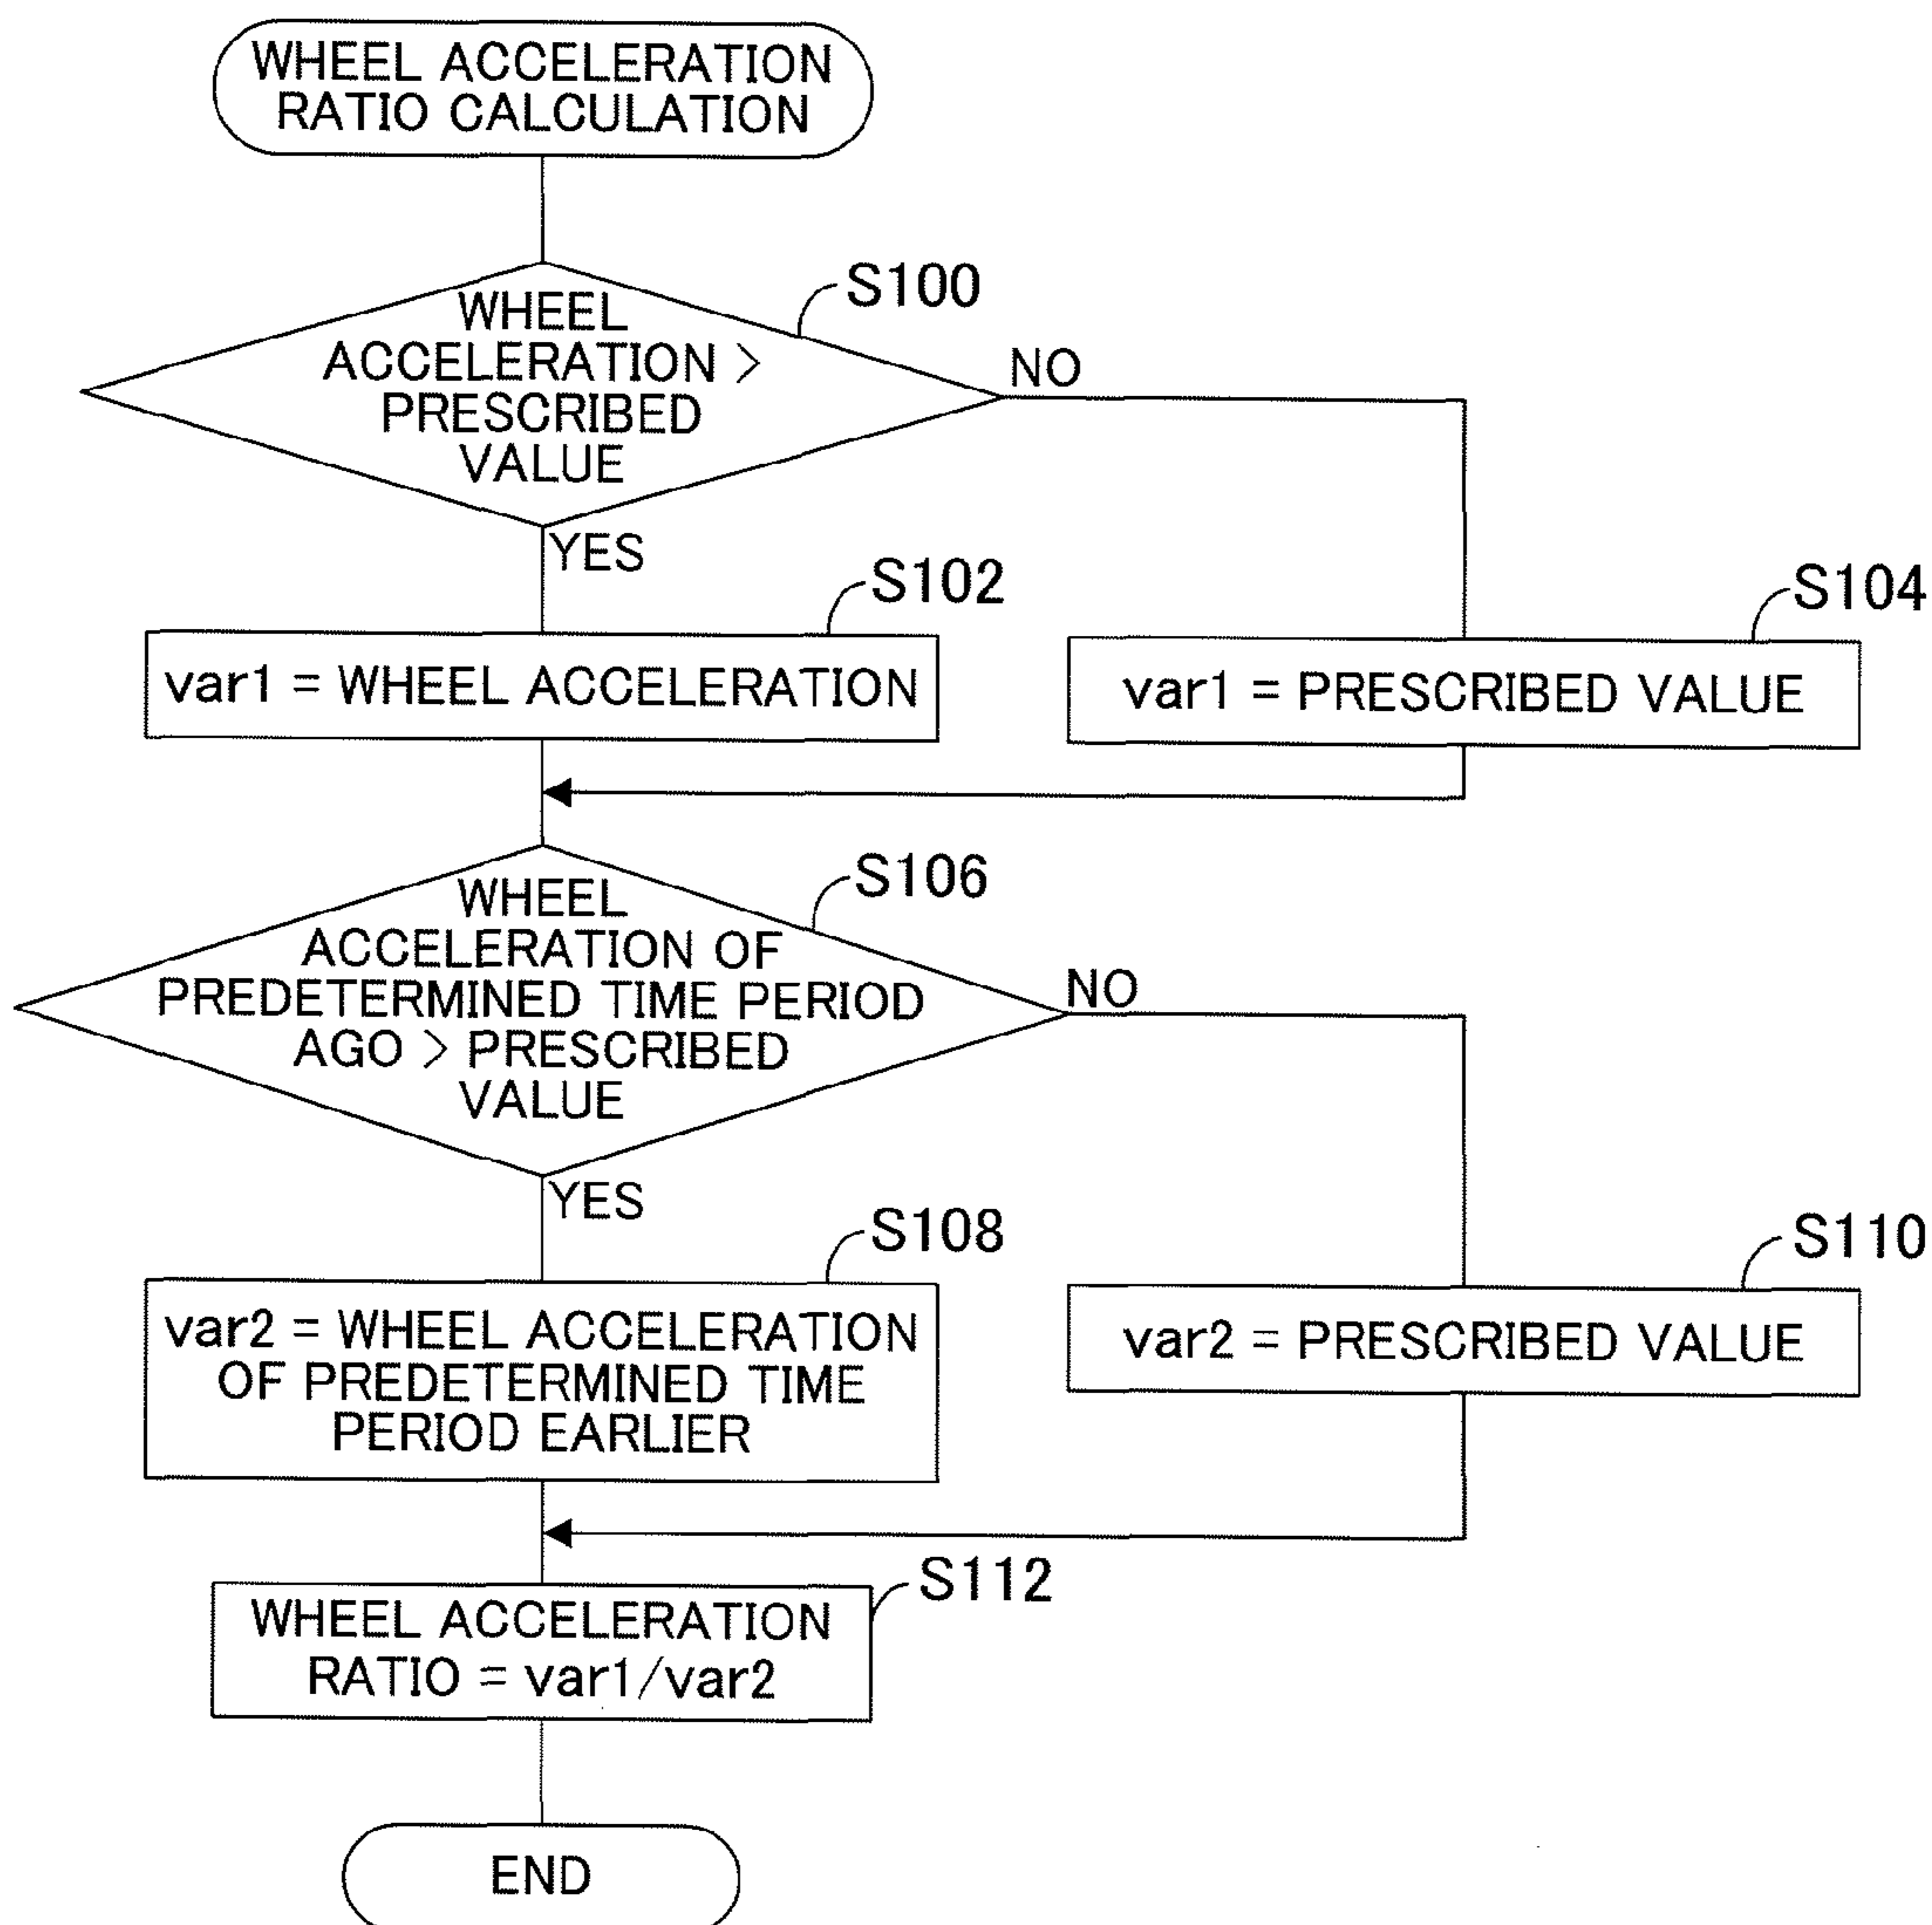 WHEEL ACCELERATION
RATIO CALCULATION
S100
WHEEL
ACCELERATION >
PRESCRIBED
VALUE
NO
YES
S102
var1 = WHEEL ACCELERATION
S104
var1 = PRESCRIBED VALUE
S106
WHEEL
ACCELERATION OF
PREDETERMINED TIME PERIOD
AGO > PRESCRIBED
VALUE
NO
YES
S108
var2 = WHEEL ACCELERATION
OF PREDETERMINED TIME
PERIOD EARLIER
S110
var2 = PRESCRIBED VALUE
S112
WHEEL ACCELERATION
RATIO = var1/var2
END